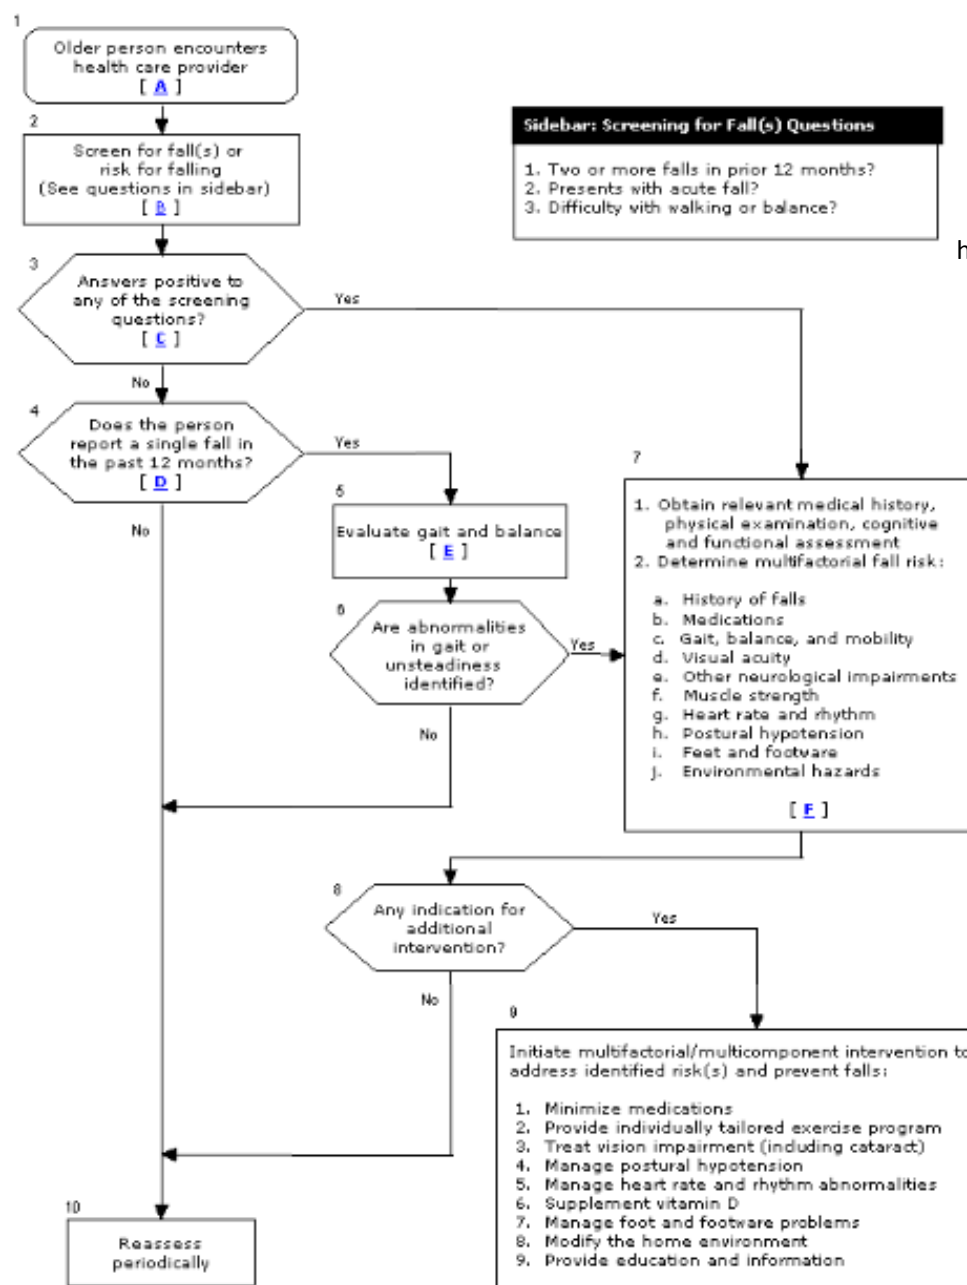 1
Older person encounters
health care provider
[ A ]
2
Screen for fall(s) or
risk for falling
(See questions in sidebar)
[ B ]
Sidebar: Screening for Fall(s) Questions
1. Two or more falls in prior 12 months?
2. Presents with acute fall?
3. Difficulty with walking or balance?
h
3
Answers positive to
any of the screening
questions?
[ C ]
Yes
No
4
Does the person
report a single fall in
the past 12 months?
[ D ]
Yes
No
5
Evaluate gait and balance
[ E ]
6
Are abnormalities
in gait or
unsteadiness
identified?
Yes
No
7
1. Obtain relevant medical history,
physical examination, cognitive
and functional assessment
2. Determine multifactorial fall risk:
a. History of falls
b. Medications
c. Gait, balance, and mobility
d. Visual acuity
e. Other neurological impairments
f. Muscle strength
g. Heart rate and rhythm
h. Postural hypotension
i. Feet and footware
j. Environmental hazards
[ F ]
8
Any indication for
additional
intervention?
Yes
No
9
Initiate multifactorial/multicomponent intervention to
address identified risk(s) and prevent falls:
1. Minimize medications
2. Provide individually tailored exercise program
3. Treat vision impairment (including cataract)
4. Manage postural hypotension
5. Manage heart rate and rhythm abnormalities
6. Supplement vitamin D
7. Manage foot and footware problems
8. Modify the home environment
9. Provide education and information
10
Reassess
periodically